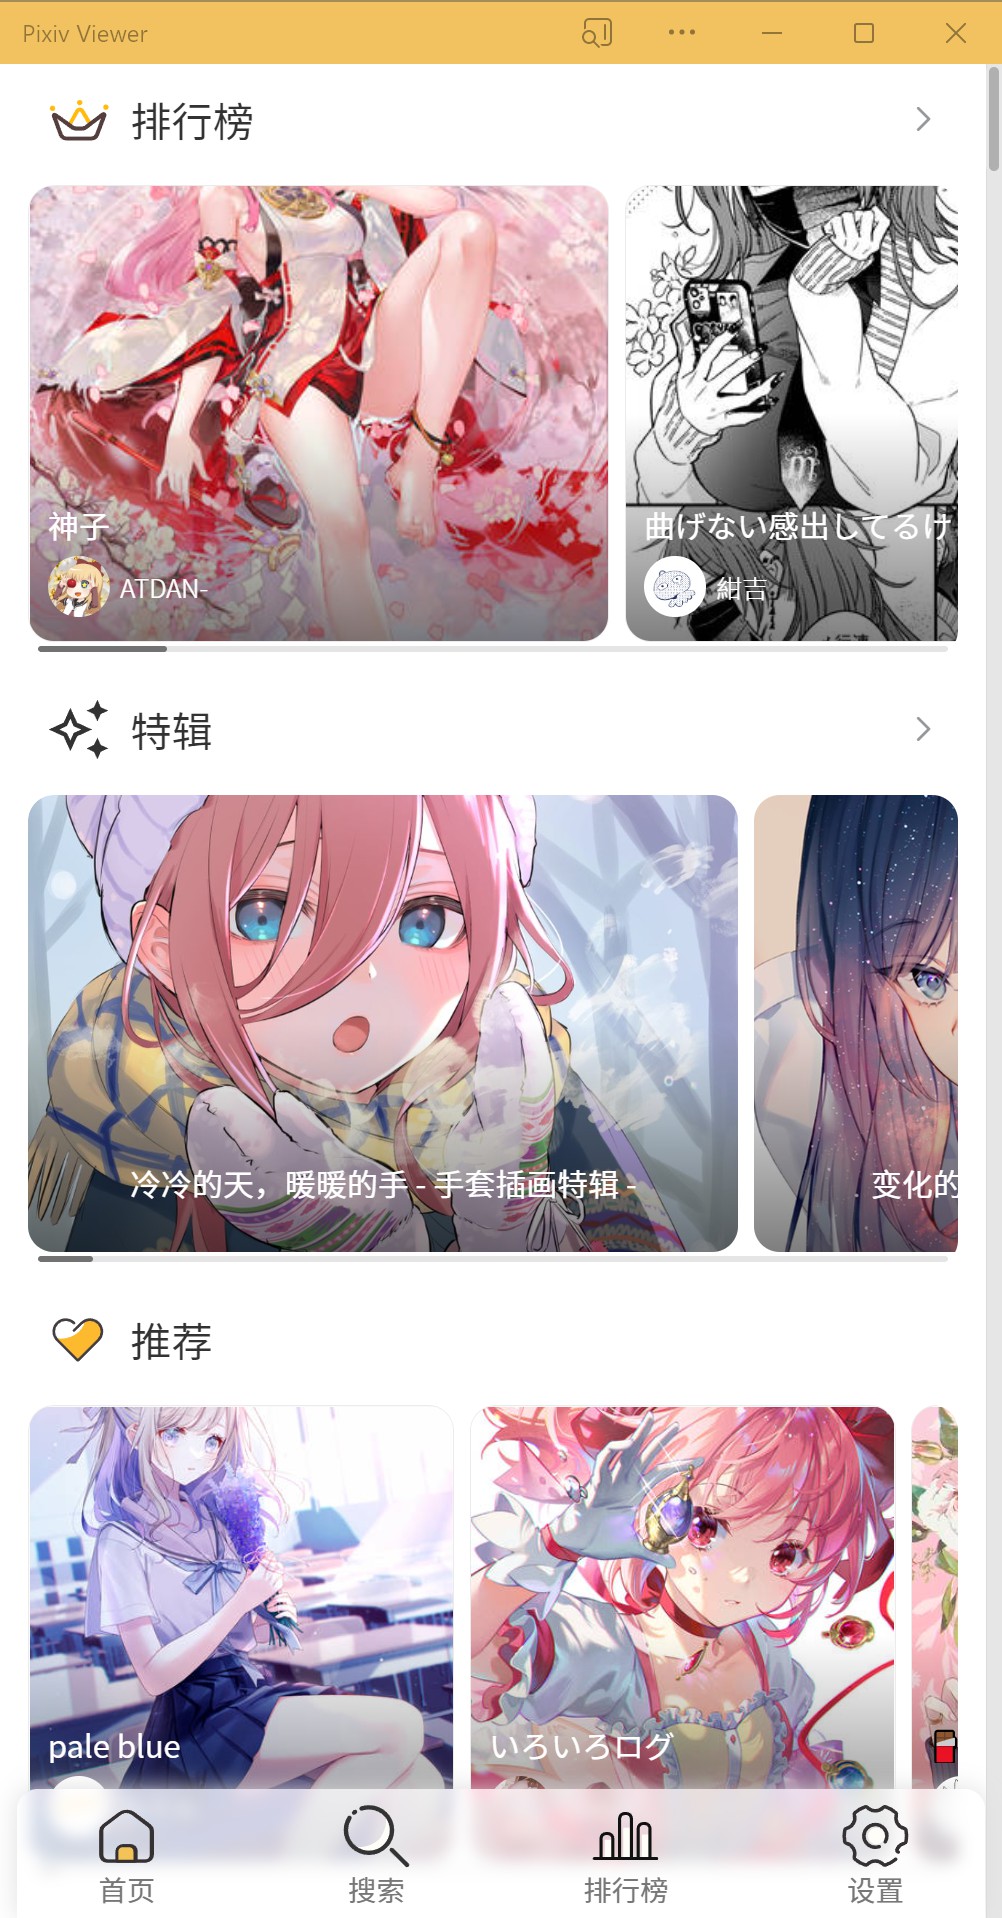 Pixiv Viewer
排行榜
神子
ATDAN-
曲げない感出してるけ
紺吉
特辑
冷冷的天，暖暖的手 - 手套插画特辑 -
变化的
推荐
pale blue
いろいろログ
首页
搜索
排行榜
设置